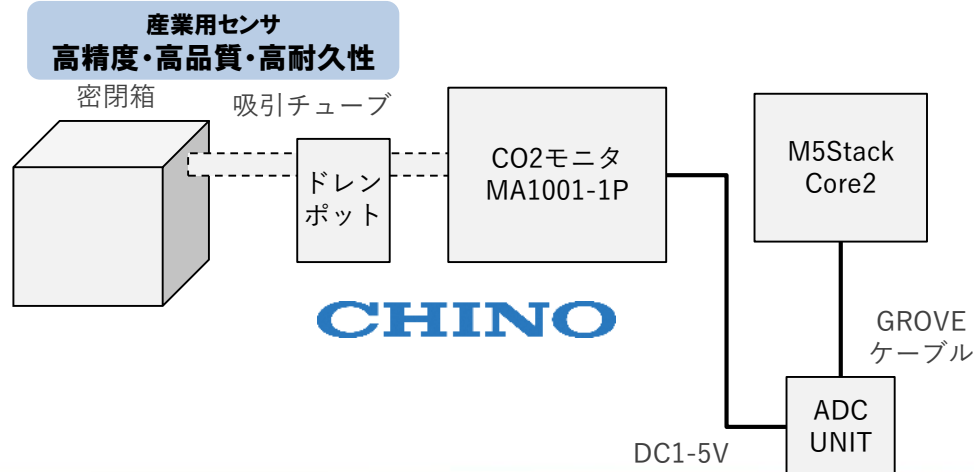 産業用センサ
高精度・高品質・高耐久性
密閉箱
吸引チューブ
ドレン
ポット
CO2モニタ
MA1001-1P
M5Stack
Core2
CHINO
GROVE
ケーブル
ADC
UNIT
DC1-5V